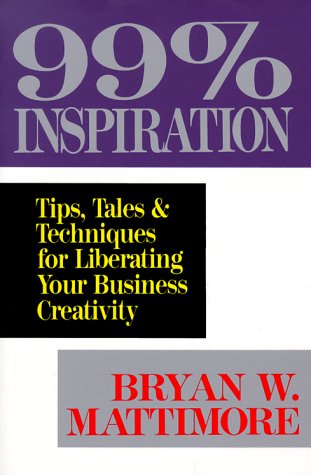 99%
INSPIRATION
Tips, Tales &
Techniques
for Liberating
Your Business
Creativity
BRYAN W.
MATTIMORE